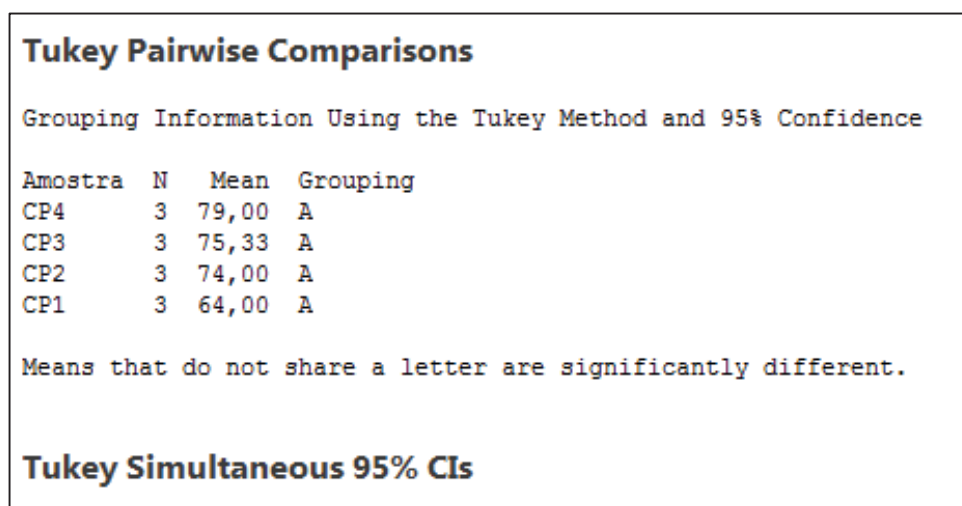 Tukey Pairwise Comparisons
Grouping Information Using the Tukey Method and 95% Confidence
Amostra N Mean Grouping
CP4 3 79,00 A
CP3 3 75,33 A
CP2 3 74,00 A
CP1 3 64,00 A
Means that do not share a letter are significantly different.
Tukey Simultaneous 95% CIs